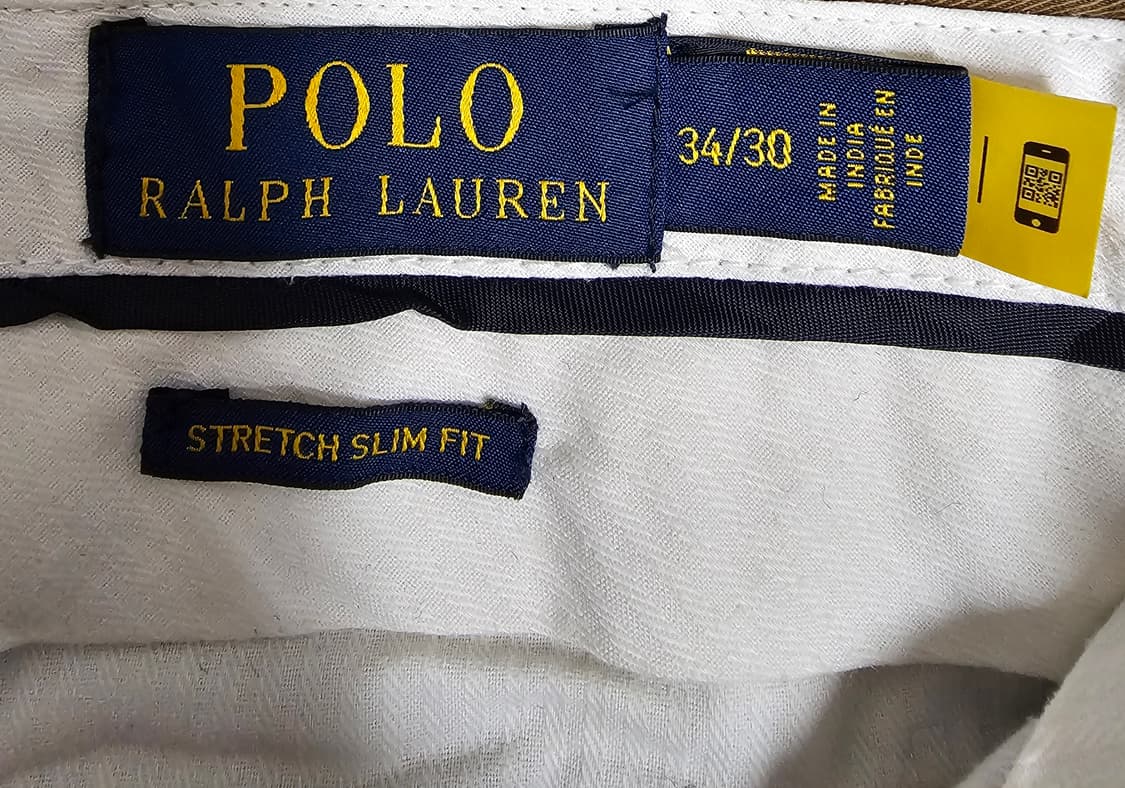 POLO
RALPH LAUREN
34/30
MADE IN
INDIA
FABRIQUÉ EN
INDE
STRETCH SLIM FIT